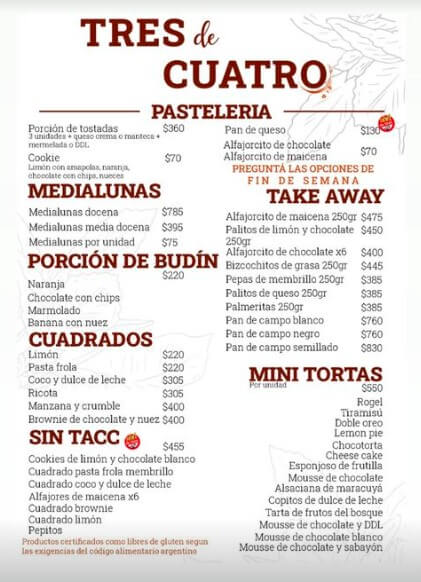 TRES de
CUATRO
PASTELERIA
Porción de tostadas $360
3 unidades + queso crema o manteca +
mermelada o DDL
Cookie $70
Limón con amapolas, naranja,
chocolate con chips, nueces
Pan de queso $130
Alfajorcito de chocolate
Alfajorcito de maicena $70
PREGUNTÁ LAS OPCIONES DE
FIN DE SEMANA
MEDIALUNAS
Medialunas docena $785
Medialunas media docena $395
Medialunas por unidad $75
PORCIÓN DE BUDÍN
$220
Naranja
Chocolate con chips
Marmolado
Banana con nuez
CUADRADOS
Limón $220
Pasta frola $220
Coco y dulce de leche $305
Ricota $305
Manzana y crumble $400
Brownie de chocolate y nuez $400
SIN TACC $455
Cookies de limón y chocolate blanco
Cuadrado pasta frola membrillo
Cuadrado coco y dulce de leche
Alfajores de maicena x6
Cuadrado brownie
Cuadrado limón
Pepitos
Productos certificados como libres de gluten segun
las exigencias del código alimentario argentino
TAKE AWAY
Alfajorcito de maicena 250gr $475
Palitos de limón y chocolate $450
250gr
Alfajorcito de chocolate x6 $400
Bizcochitos de grasa 250gr $445
Pepas de membrillo 250gr $385
Palitos de queso 250gr $385
Palmeritas 250gr $385
Pan de campo blanco $760
Pan de campo negro $760
Pan de campo semillado $830
MINI TORTAS
Por unidad $550
Rogel
Tiramisú
Doble oreo
Lemon pie
Chocotorta
Cheese cake
Esponjoso de frutilla
Mousse de chocolate
Alsaciana de maracuyá
Copitos de dulce de leche
Tarta de frutos del bosque
Mousse de chocolate y DDL
Mousse de chocolate blanco
Mousse de chocolate y sabayón